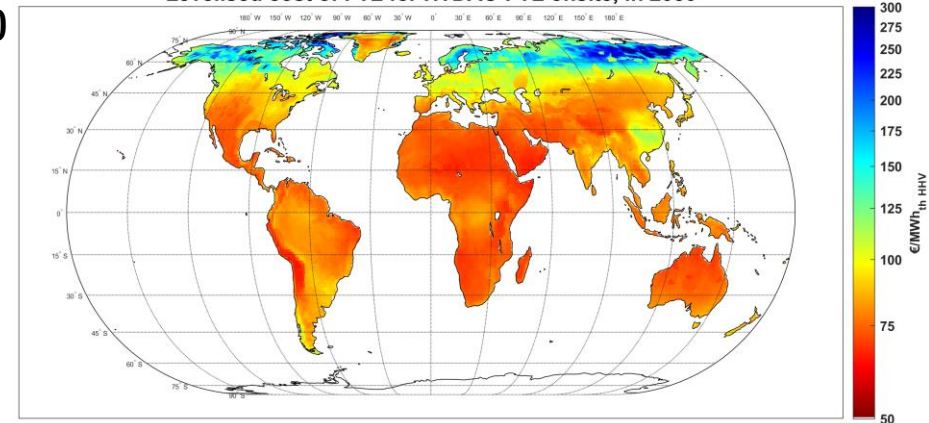 180° W 150° W 120° W 90° W 60° W 30° W 0° 30° E 60° E 90° E 120° E 150° E 180° E
90° N
75° N
60° N
45° N
30° N
15° N
0°
15° S
30° S
45° S
60° S
75° S
90° S
300
275
250
225
200
175
150
125
100
75
50
€/MWh th HHV